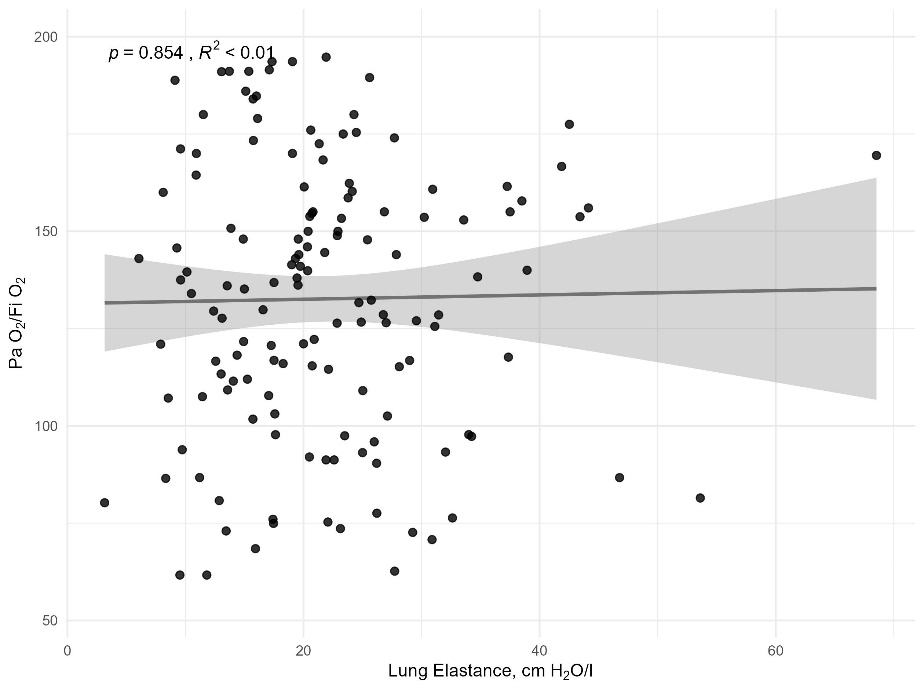 p = 0.854 , R² < 0.01
200
150
100
50
Pa O₂/Fi O₂
0 20 40 60
Lung Elastance, cm H₂O/l